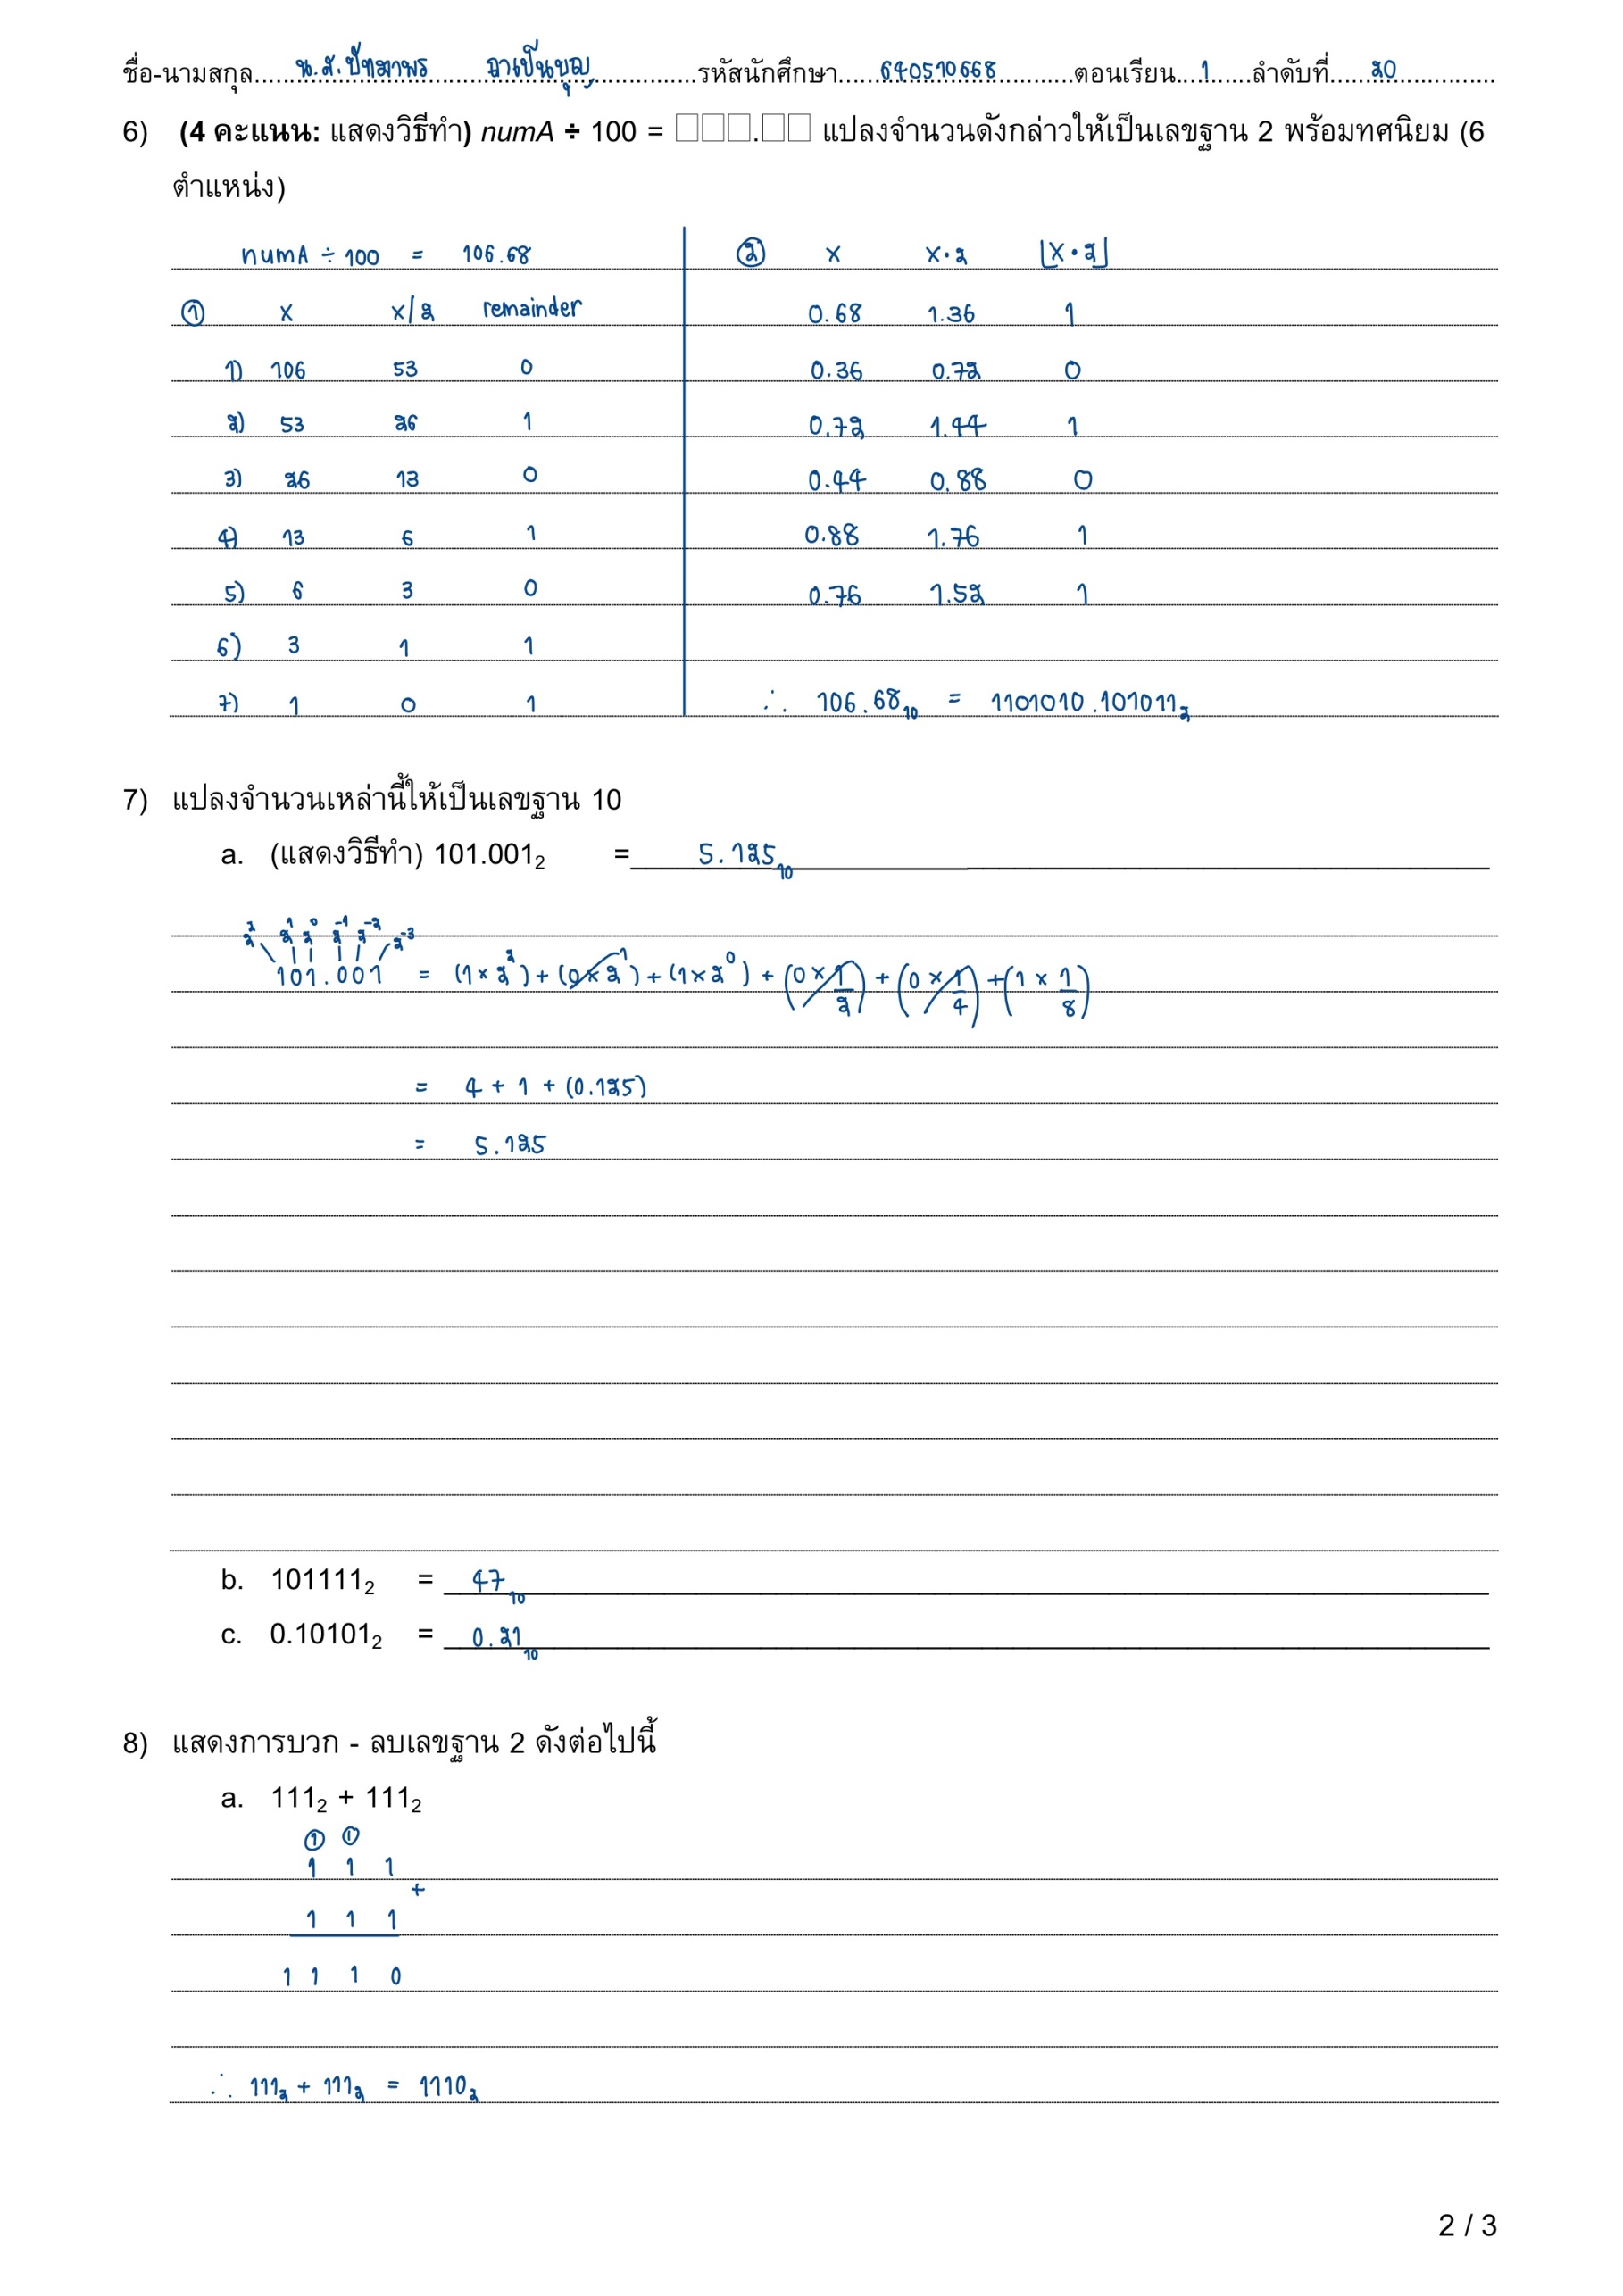 ชื่อ-นามสกุล น.ส.ปัทมาพร รหัสนักศึกษา 640510668 ตอนเรียน 1 ลำดับที่ 20
6) (4 คะแนน: แสดงวิธีทำ) numA ÷ 100 = □□□.□□ แปลงจำนวนดังกล่าวให้เป็นเลขฐาน 2 พร้อมทศนิยม (6
ตำแหน่ง)
numA ÷ 100 = 106.68
① x x/2 remainder
1) 106 53 0
2) 53 26 1
3) 26 13 0
4) 13 6 1
5) 6 3 0
6) 3 1 1
7) 1 0 1
② x x·2 ⌊x·2⌋
0.68 1.36 1
0.36 0.72 0
0.72 1.44 1
0.44 0.88 0
0.88 1.76 1
0.76 1.52 1
∴ 106.68₁₀ = 1101010.101011₂
7) แปลงจำนวนเหล่านี้ให้เป็นเลขฐาน 10
a. (แสดงวิธีทำ) 101.001₂ = 5.125₁₀
2² 2¹ 2⁰ 2⁻¹ 2⁻² 2⁻³
101.001 = (1×2²) + (0×2¹) + (1×2⁰) + (0×1/2) + (0×1/4) + (1×1/8)
= 4 + 1 + (0.125)
= 5.125
b. 101111₂ = 47₁₀
c. 0.10101₂ = 0.21₁₀
8) แสดงการบวก - ลบเลขฐาน 2 ดังต่อไปนี้
a. 111₂ + 111₂
① ①
1 1 1
+
1 1 1
1 1 1 0
∴ 111₂ + 111₂ = 1110₂
2 / 3